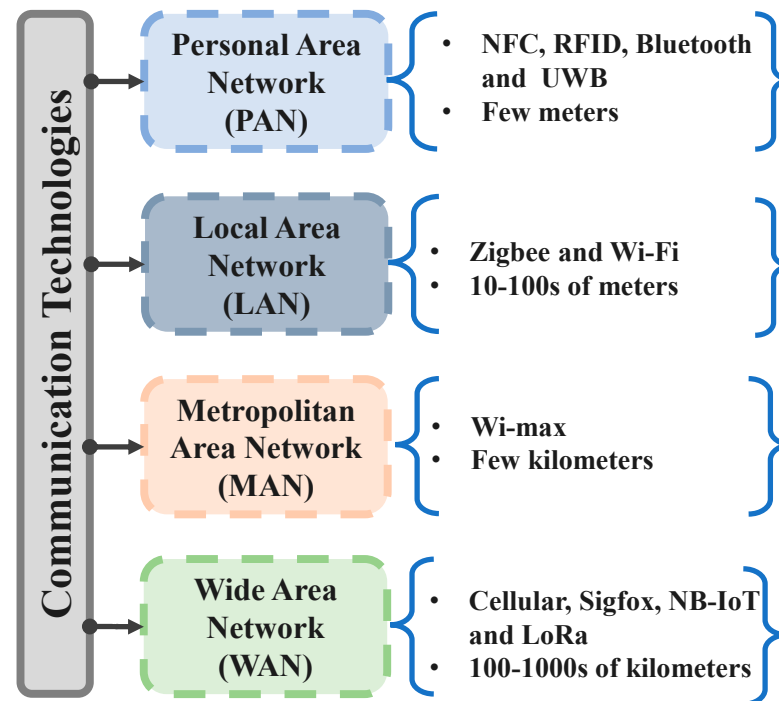 Communication Technologies
Personal Area
Network
(PAN)
• NFC, RFID, Bluetooth
and UWB
• Few meters
Local Area
Network
(LAN)
• Zigbee and Wi-Fi
• 10-100s of meters
Metropolitan
Area Network
(MAN)
• Wi-max
• Few kilometers
Wide Area
Network
(WAN)
• Cellular, Sigfox, NB-IoT
and LoRa
• 100-1000s of kilometers